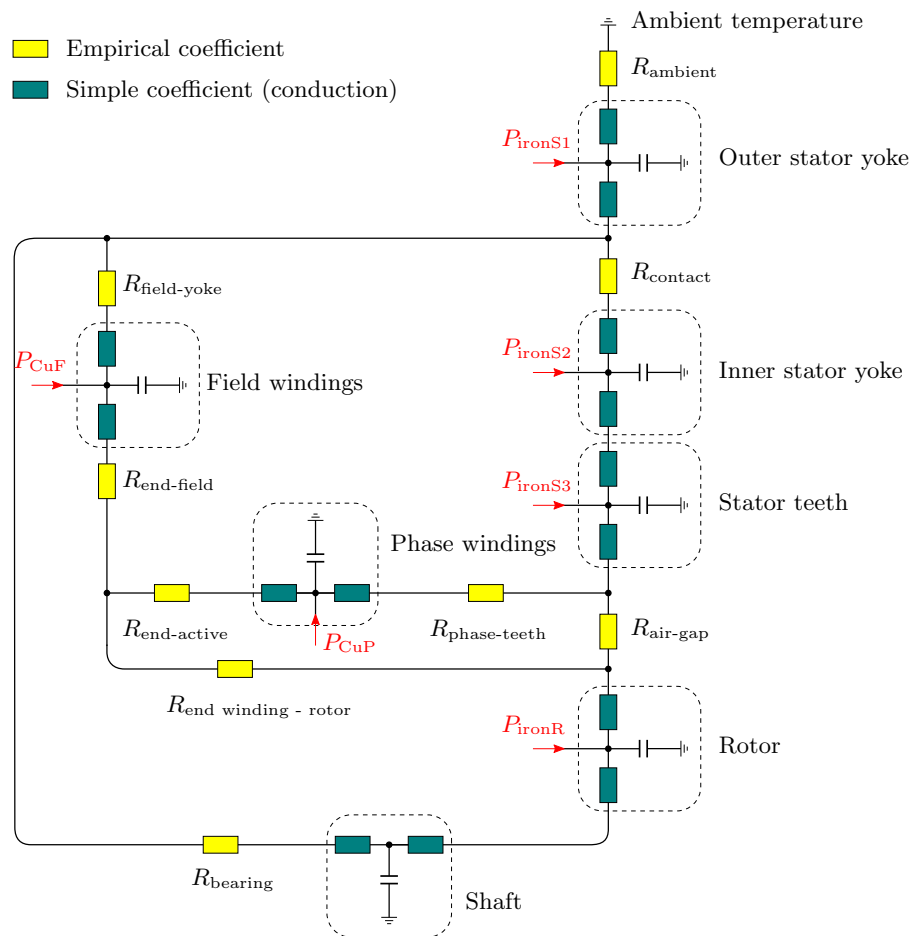 Ambient temperature
Empirical coefficient
R_ambient
Simple coefficient (conduction)
P_ironS1
Outer stator yoke
R_contact
R_field-yoke
P_ironS2
P_CuF
Inner stator yoke
Field windings
R_end-field
P_ironS3
Stator teeth
Phase windings
R_end-active
P_CuP
R_phase-teeth
R_air-gap
R_end winding - rotor
P_ironR
Rotor
R_bearing
Shaft